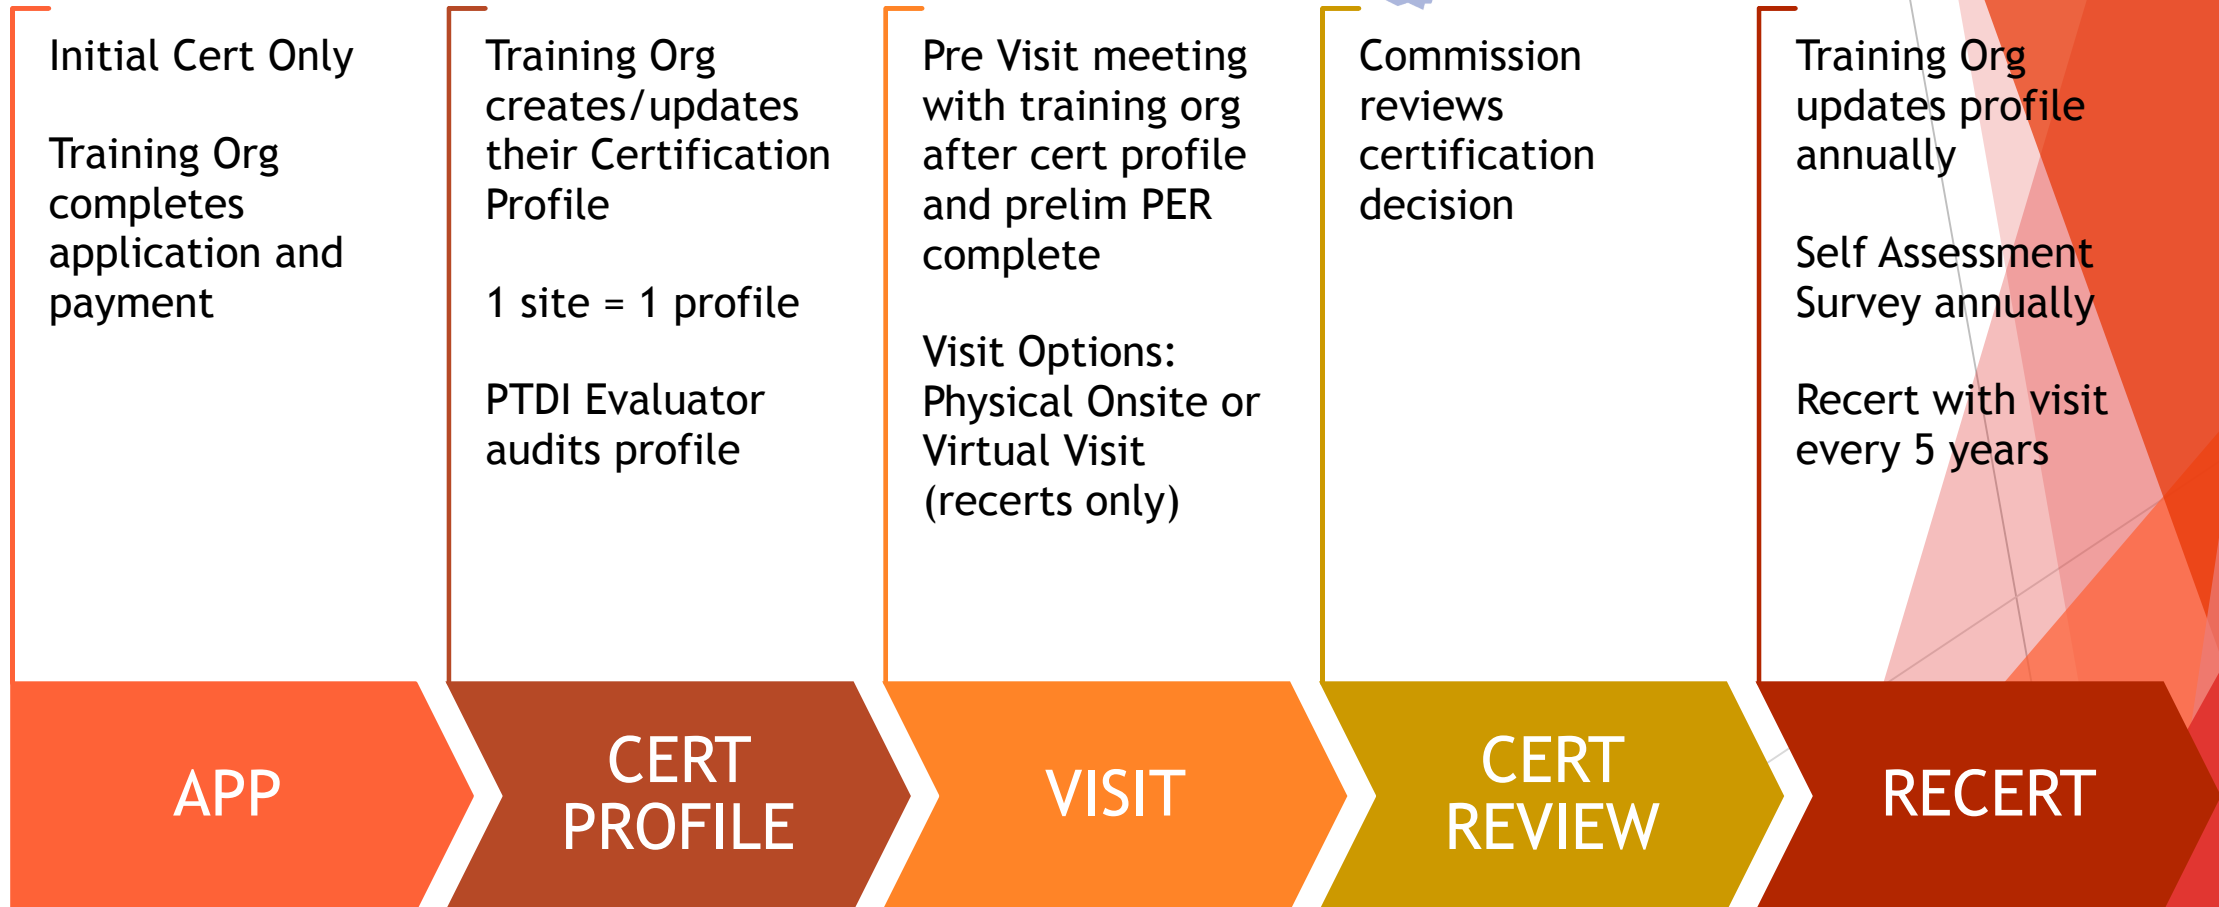 Initial Cert Only
Training Org
completes
application and
payment
Training Org
creates/updates
their Certification
Profile
1 site = 1 profile
PTDI Evaluator
audits profile
Pre Visit meeting
with training org
after cert profile
and prelim PER
complete
Visit Options:
Physical Onsite or
Virtual Visit
(recerts only)
Commission
reviews
certification
decision
Training Org
updates profile
annually
Self Assessment
Survey annually
Recert with visit
every 5 years
APP
CERT
PROFILE
VISIT
CERT
REVIEW
RECERT